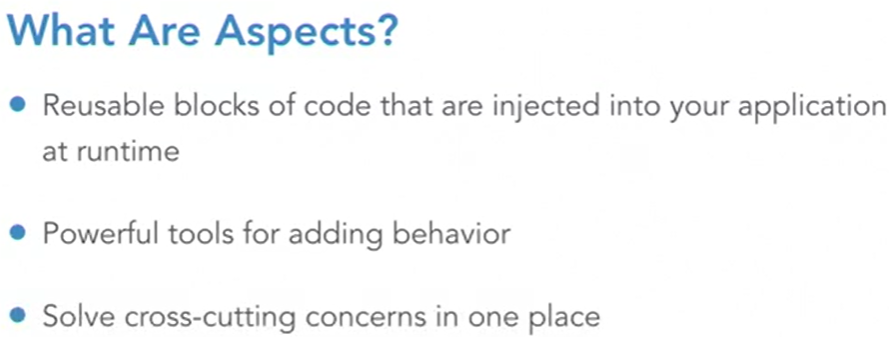 What Are Aspects?
• Reusable blocks of code that are injected into your application
at runtime
• Powerful tools for adding behavior
• Solve cross-cutting concerns in one place